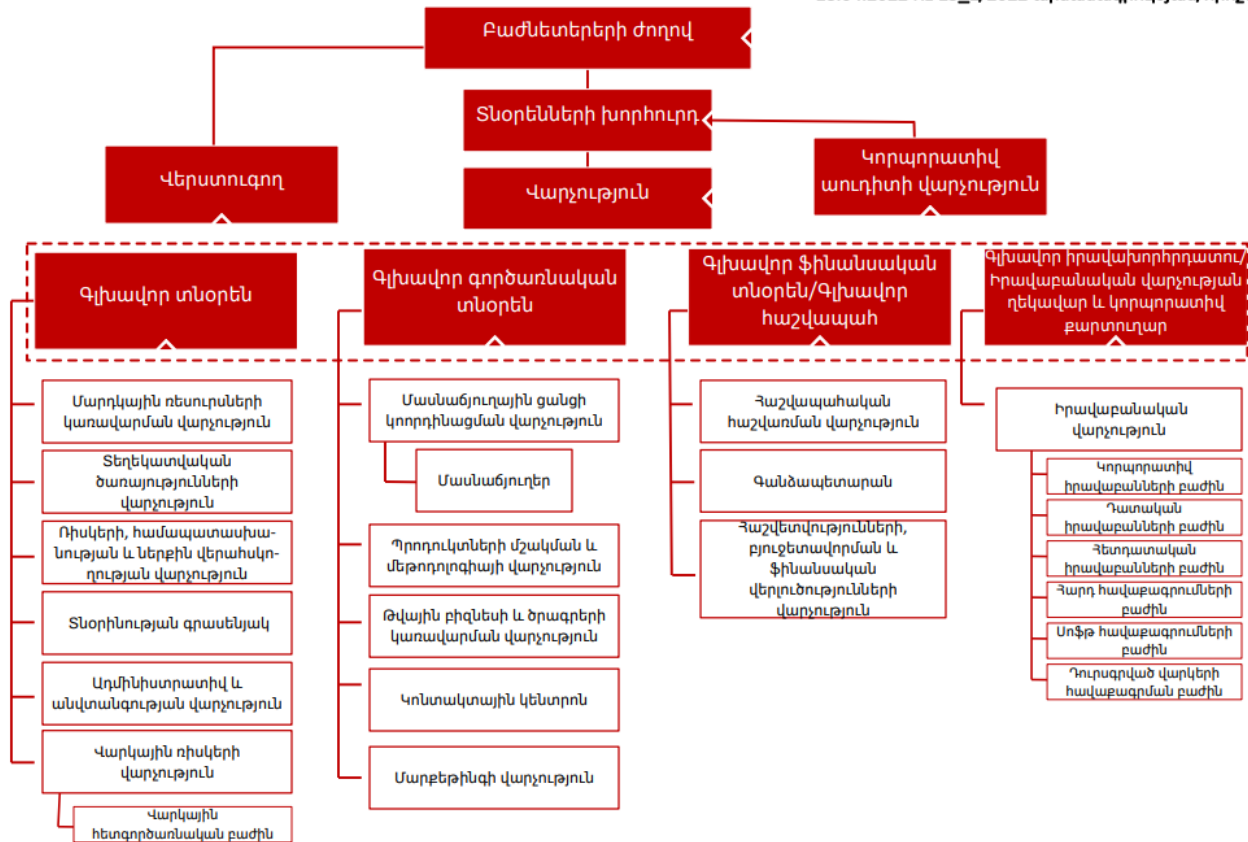 Բաժնետերերի ժողով
Տնօրենների խորհուրդ
Վերստուգող
Վարչություն
Կորպորատիվ
աուդիտի վարչություն
Գլխավոր տնօրեն
Գլխավոր գործառնական
տնօրեն
Գլխավոր ֆինանսական
տնօրեն/Գլխավոր
հաշվապահ
Գլխավոր իրավախորհրդատու/
Իրավաբանական վարչության
ղեկավար և կորպորատիվ
քարտուղար
Մարդկային ռեսուրսների
կառավարման վարչություն
Տեղեկատվական
ծառայությունների
վարչություն
Ռիսկերի, համապատասխա-
նության և ներքին վերահսկո-
ղության վարչություն
Տնօրինության գրասենյակ
Ադմինիստրատիվ և
անվտանգության վարչություն
Վարկային ռիսկերի
վարչություն
Վարկային
հետգործառնական բաժին
Մասնաճյուղային ցանցի
կոորդինացման վարչություն
Մասնաճյուղեր
Պրոդուկտների մշակման և
մեթոդոլոգիայի վարչություն
Թվային բիզնեսի և ծրագրերի
կառավարման վարչություն
Կոնտակտային կենտրոն
Մարքեթինգի վարչություն
Հաշվապահական
հաշվառման վարչություն
Գանձապետարան
Հաշվետվությունների,
բյուջետավորման և
ֆինանսական
վերլուծությունների
վարչություն
Իրավաբանական
վարչություն
Կորպորատիվ
իրավաբանների բաժին
Դատական
իրավաբանների բաժին
Հետդատական
իրավաբանների բաժին
Հարդ հավաքագրումների
բաժին
Սոֆթ հավաքագրումների
բաժին
Դուրսգրված վարկերի
հավաքագրման բաժին